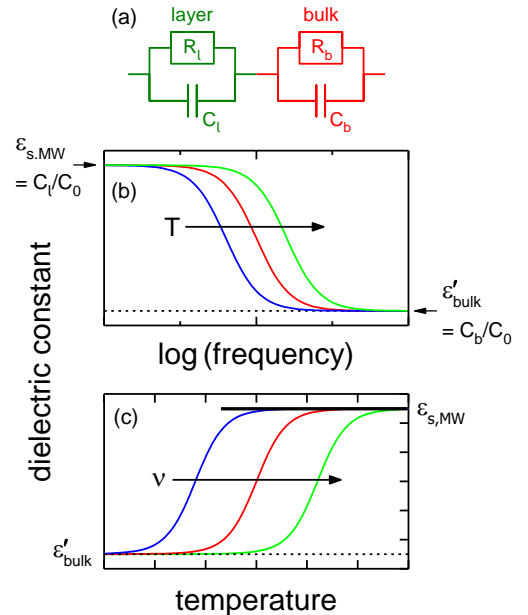 (a)
layer
bulk
R_l
R_b
C_l
C_b
ε_s.MW
= C_l/C_0
(b)
T
ε′_bulk
= C_b/C_0
log (frequency)
dielectric constant
(c)
ε_s,MW
ν
ε′_bulk
temperature